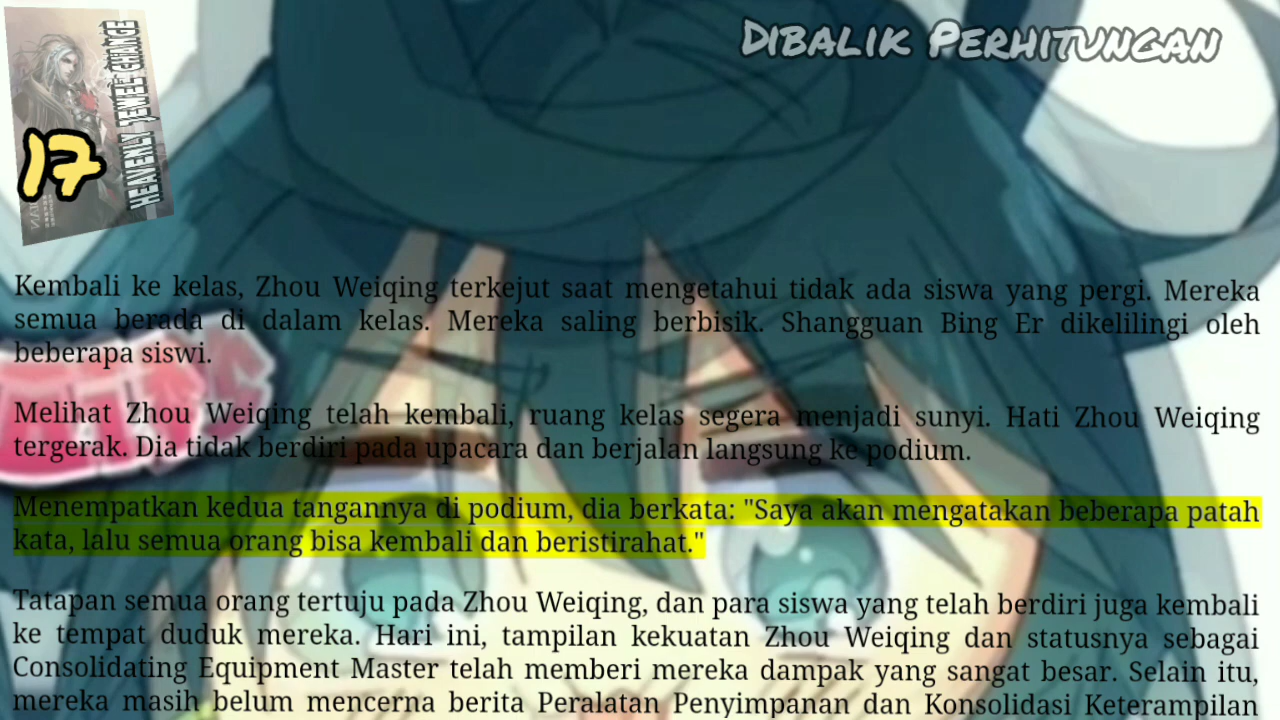 DIBALIK PERHITUNGAN
HEAVENLY JEWEL CHANGE
17
Kembali ke kelas, Zhou Weiqing terkejut saat mengetahui tidak ada siswa yang pergi. Mereka
semua berada di dalam kelas. Mereka saling berbisik. Shangguan Bing Er dikelilingi oleh
beberapa siswi.
Melihat Zhou Weiqing telah kembali, ruang kelas segera menjadi sunyi. Hati Zhou Weiqing
tergerak. Dia tidak berdiri pada upacara dan berjalan langsung ke podium.
Menempatkan kedua tangannya di podium, dia berkata: "Saya akan mengatakan beberapa patah
kata, lalu semua orang bisa kembali dan beristirahat."
Tatapan semua orang tertuju pada Zhou Weiqing, dan para siswa yang telah berdiri juga kembali
ke tempat duduk mereka. Hari ini, tampilan kekuatan Zhou Weiqing dan statusnya sebagai
Consolidating Equipment Master telah memberi mereka dampak yang sangat besar. Selain itu,
mereka masih belum mencerna berita Peralatan Penyimpanan dan Konsolidasi Keterampilan